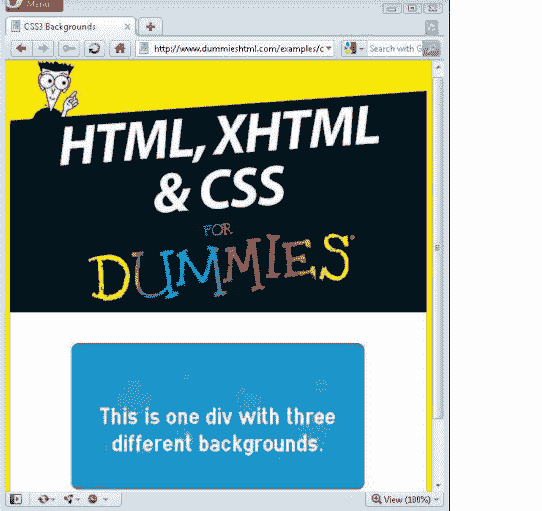 Menu
CSS3 Backgrounds
http://www.dummieshtml.com/examples/c
Search with G
HTML, XHTML
& CSS
FOR
DUMMIES
This is one div with three
different backgrounds.
View (100%)